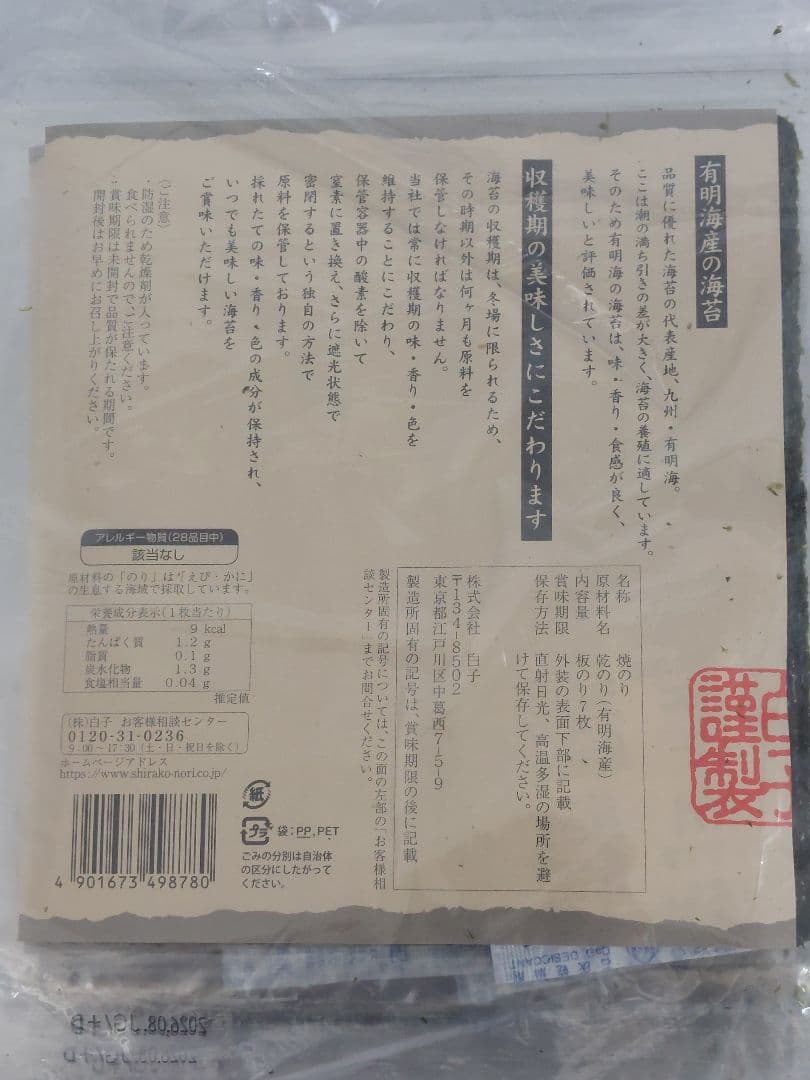 有明海産の海苔
品質に優れた海苔の代表産地、九州・有明海。
ここは潮の満ち引きの差が大きく、海苔の養殖に適しています。
そのため有明海の海苔は、味・香り・食感が良く、
美味しいと評価されています。
収穫期の美味しさにこだわります
海苔の収穫期は、冬場に限られるため、
その時期以外は何ヶ月も原料を
保管しなければなりません。
当社では常に収穫期の味・香り・色を
維持することにこだわり、
保管容器中の酸素を除いて
窒素に置き換え、さらに遮光状態で
密閉するという独自の方法で
原料を保管しております。
採れたての味・香り・色の成分が保持され、
いつでも美味しい海苔を
ご賞味いただけます。
(ご注意)
・防湿のため乾燥剤が入っています。
食べられませんので、ご注意ください。
・賞味期限は未開封で品質が保たれる期間です。
開封後はお早めにお召し上がりください。
名称 焼のり
原材料名 乾のり(有明海産)
内容量 板のり7枚
賞味期限 外装の表面下部に記載
保存方法 直射日光、高温多湿の場所を避
けて保存してください。
株式会社 白子
〒134-8502
東京都江戸川区中葛西7-5-9
製造所固有の記号は、賞味期限の後に記載
製造所固有の記号については、この面の左部の「お客様相
談センター」までお問合せください。
アレルギー物質(28品目中)
該当なし
原材料の「のり」は「えび・かに」
の生息する海域で採取しています。
栄養成分表示(1枚当たり)
熱量 9 kcal
たんぱく質 1.2 g
脂質 0.1 g
炭水化物 1.3 g
食塩相当量 0.04 g
推定値
(株)白子 お客様相談センター
0120-31-0236
9:00~17:30(土・日・祝日を除く)
ホームページアドレス
https://www.shirako-nori.co.jp/
4 901673 498780
紙
プラ 袋:PP,PET
ごみの分別は自治体
の区分にしたがって
ください。
謹製
DESICCANT
2026.08.